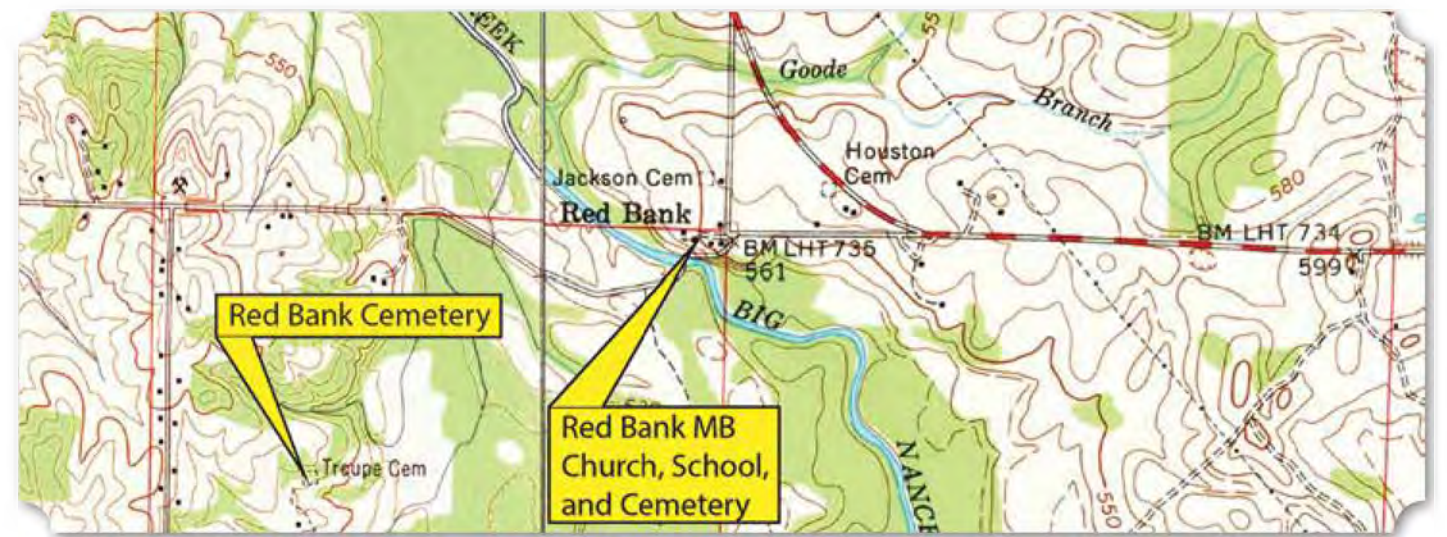 EEK
550
55
Goode
Branch
Houston
Cem
Jackson Cem
580
Red Bank
BM LHT 734
BM LHT 736
561
599
Red Bank Cemetery
BIG
Red Bank MB
Church, School,
and Cemetery
NANCE
Troupe Cem
550